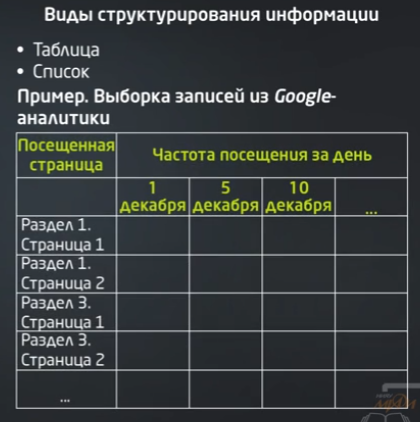 Виды структурирования информации
• Таблица
• Список
Пример. Выборка записей из Google-
аналитики
Посещенная
страница
Частота посещения за день
1
декабря
5
декабря
10
декабря
...
Раздел 1.
Страница 1
Раздел 1.
Страница 2
Раздел 3.
Страница 1
Раздел 3.
Страница 2
...